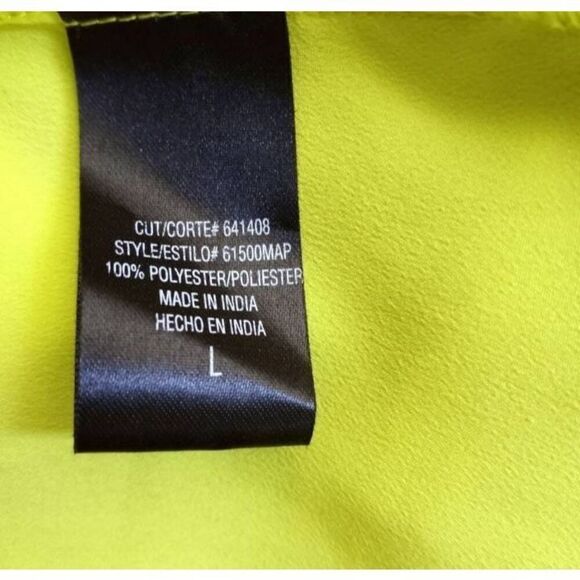 CUT/CORTE# 641408
STYLE/ESTILO# 61500MAP
100% POLYESTER/POLIESTER
MADE IN INDIA
HECHO EN INDIA
L